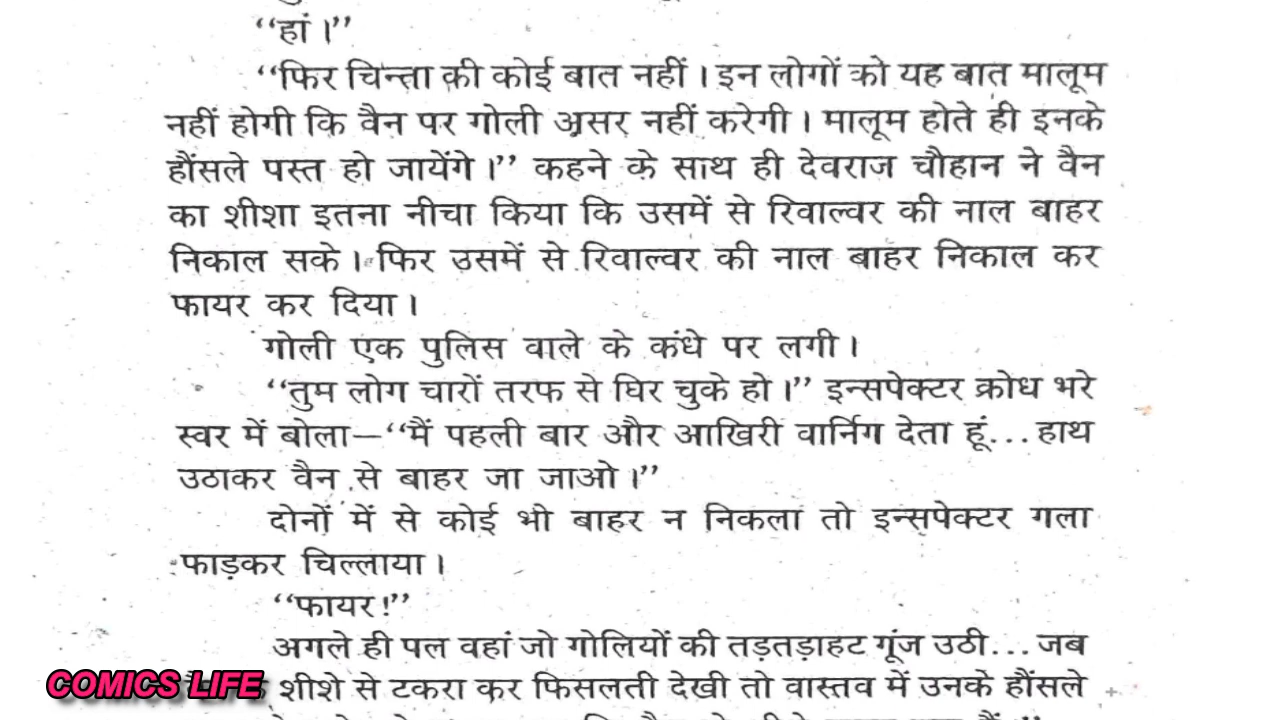 “हां।”
“फिर चिन्ता की कोई बात नहीं। इन लोगों को यह बात मालूम
नहीं होगी कि वैन पर गोली असर नहीं करेगी। मालूम होते ही इनके
हौंसले पस्त हो जायेंगे।” कहने के साथ ही देवराज चौहान ने वैन
का शीशा इतना नीचा किया कि उसमें से रिवाल्वर की नाल बाहर
निकाल सके। फिर उसमें से रिवाल्वर की नाल बाहर निकाल कर
फायर कर दिया।
गोली एक पुलिस वाले के कंधे पर लगी।
“तुम लोग चारों तरफ से घिर चुके हो।” इन्सपेक्टर क्रोध भरे
स्वर में बोला—“मैं पहली बार और आखिरी वार्निग देता हूं...हाथ
उठाकर वैन से बाहर जा जाओ।”
दोनों में से कोई भी बाहर न निकला तो इन्सपेक्टर गला
फाड़कर चिल्लाया।
“फायर!”
अगले ही पल वहां जो गोलियों की तड़तड़ाहट गूंज उठी...जब
शीशे से टकरा कर फिसलती देखी तो वास्तव में उनके हौंसले
COMICS LIFE